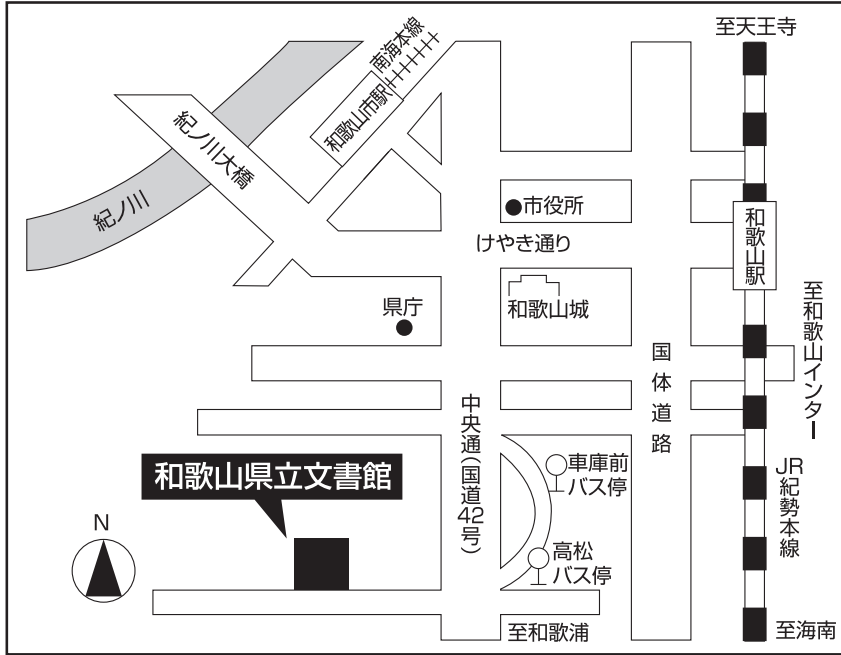 至天王寺
南海本線
和歌山市駅
紀ノ川大橋
紀ノ川
市役所
けやき通り
和歌山駅
県庁
和歌山城
至和歌山インター
国体道路
中央通(国道42号)
和歌山県立文書館
車庫前
バス停
JR紀勢本線
N
高松
バス停
至和歌浦
至海南